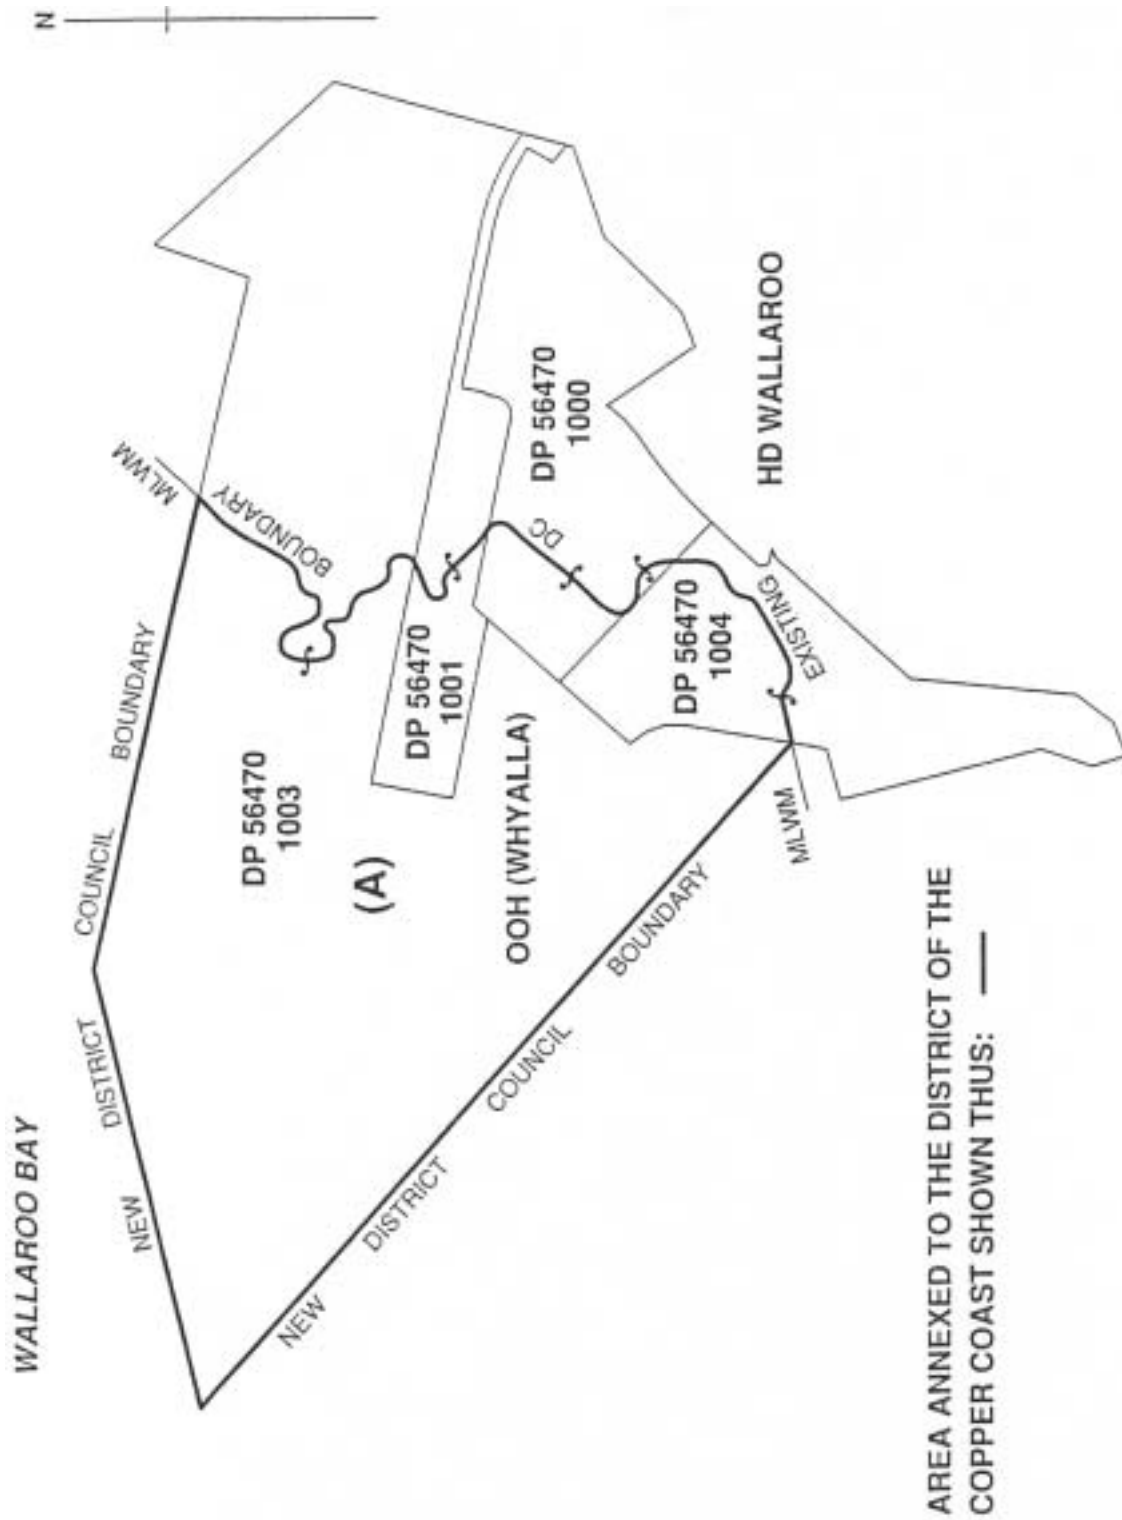 WALLAROO BAY
N
NEW DISTRICT COUNCIL BOUNDARY
MLWM
BOUNDARY
DP 56470
1003
(A)
DP 56470
1001
DP 56470
1000
DC
OOH (WHYALLA)
DP 56470
1004
EXISTING
HD WALLAROO
MLWM
NEW DISTRICT COUNCIL BOUNDARY
AREA ANNEXED TO THE DISTRICT OF THE
COPPER COAST SHOWN THUS: